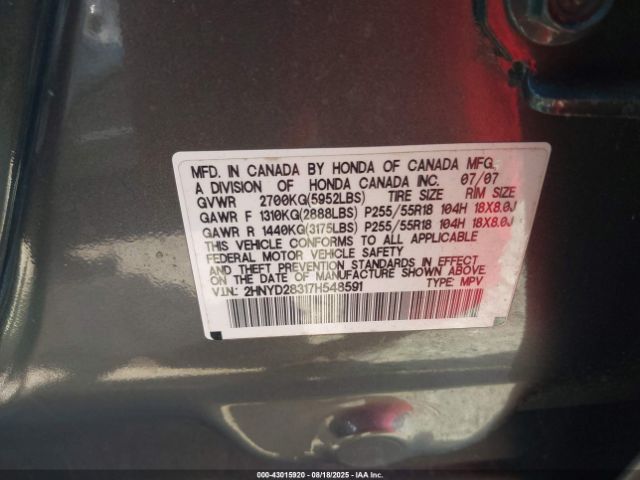 MFD. IN CANADA BY HONDA OF CANADA MFG.
A DIVISION OF HONDA CANADA INC. 07/07
GVWR 2700KG(5952LBS) TIRE SIZE RIM SIZE
GAWR F 1310KG(2888LBS) P255/55R18 104H 18X8.0J
GAWR R 1440KG(3175LBS) P255/55R18 104H 18X8.0J
THIS VEHICLE CONFORMS TO ALL APPLICABLE
FEDERAL MOTOR VEHICLE SAFETY
AND THEFT PREVENTION STANDARDS IN EFFECT
ON THE DATE OF MANUFACTURE SHOWN ABOVE.
V.I.N.: 2HNYD28317H548591 TYPE: MPV
000-43015920 - 08/18/2025 - IAA Inc.